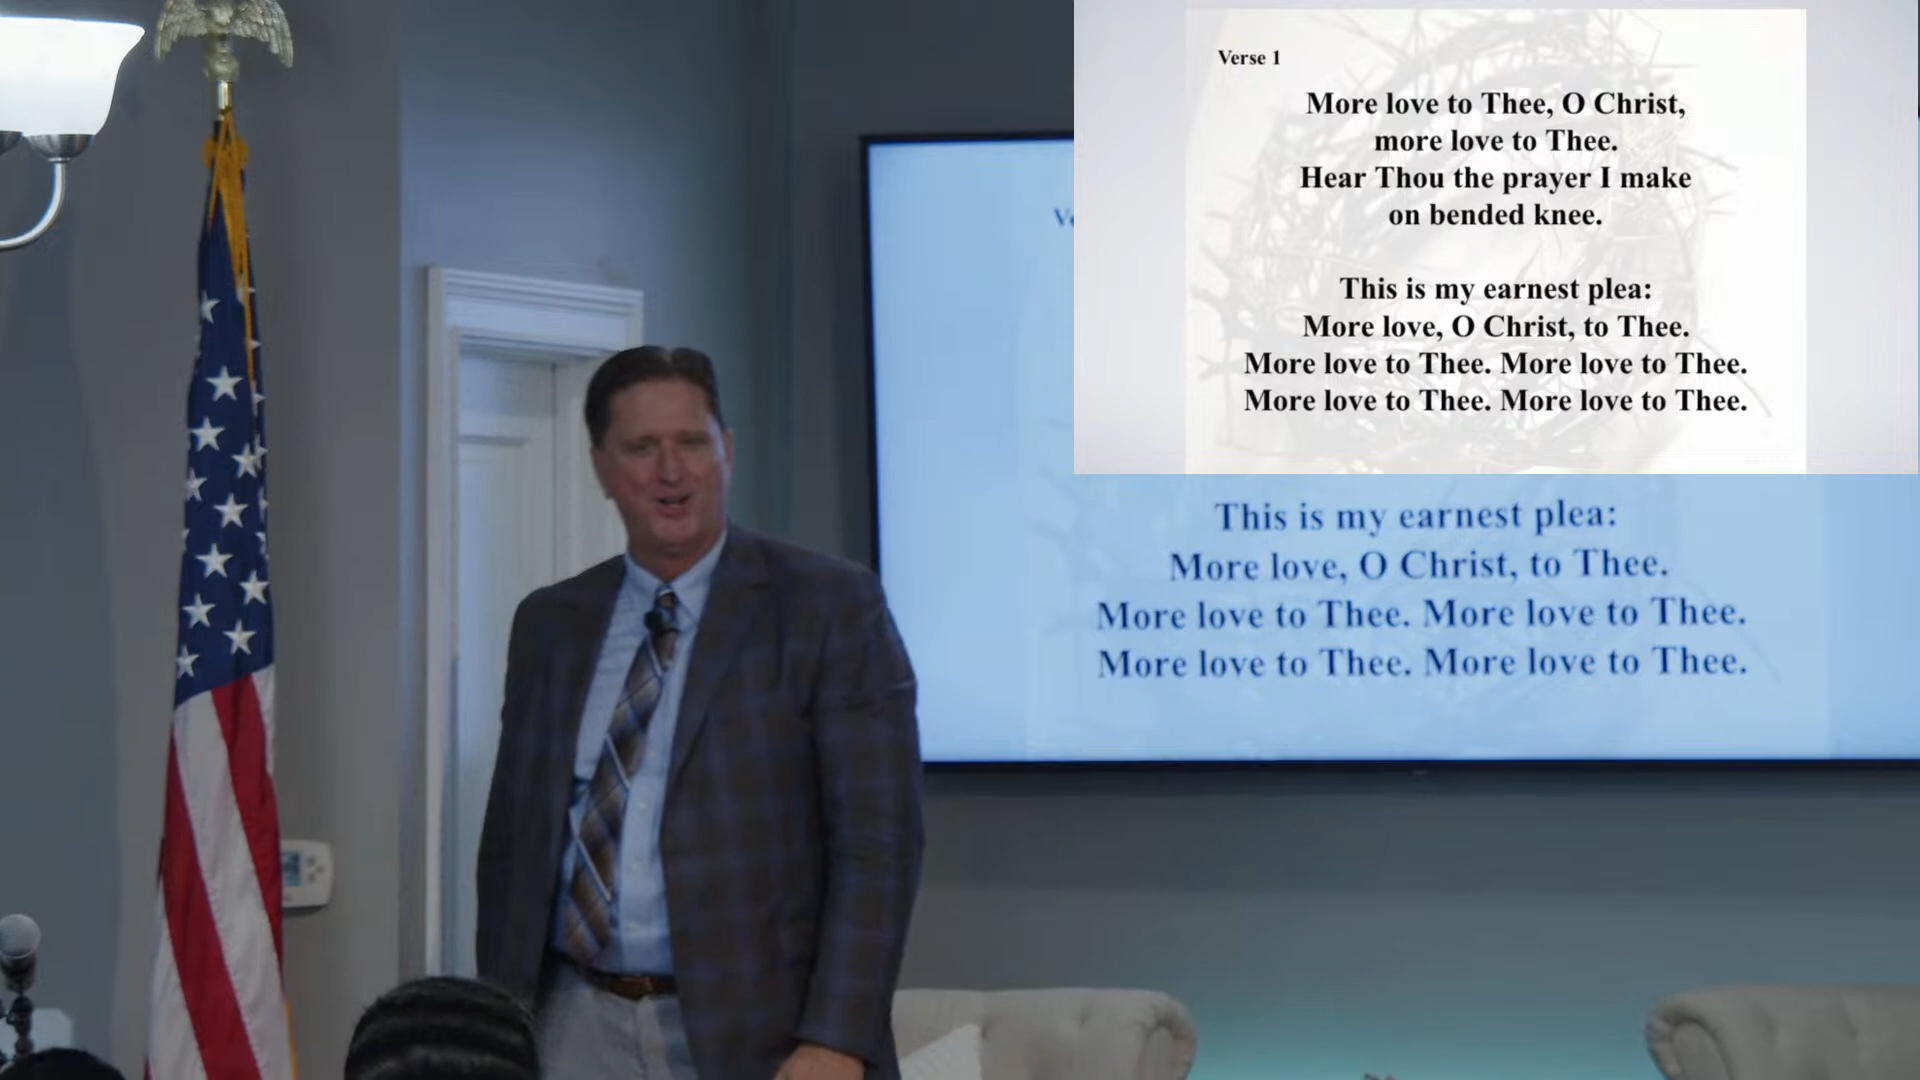 Verse 1
More love to Thee, O Christ,
more love to Thee.
Hear Thou the prayer I make
on bended knee.
This is my earnest plea:
More love, O Christ, to Thee.
More love to Thee. More love to Thee.
More love to Thee. More love to Thee.
This is my earnest plea:
More love, O Christ, to Thee.
More love to Thee. More love to Thee.
More love to Thee. More love to Thee.